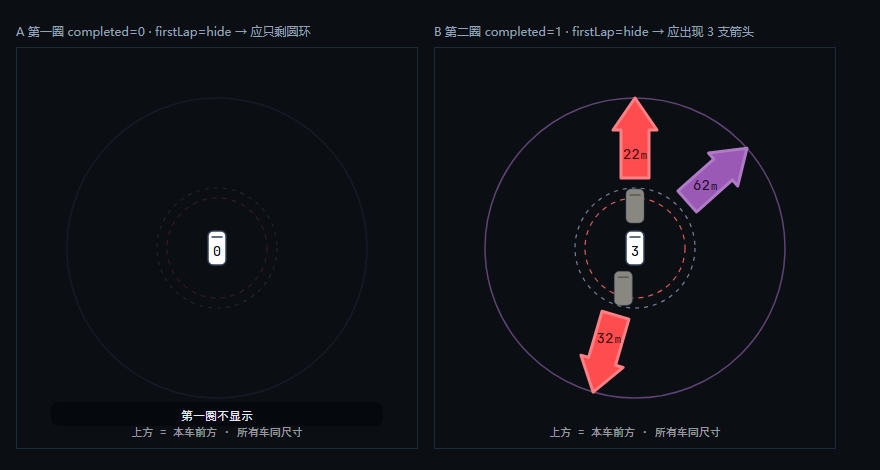 A 第一圈 completed=0 · firstLap=hide → 应只剩圆环
0
第一圈不显示
上方 = 本车前方 · 所有车同尺寸
B 第二圈 completed=1 · firstLap=hide → 应出现 3 支箭头
22m
62m
3
32m
上方 = 本车前方 · 所有车同尺寸